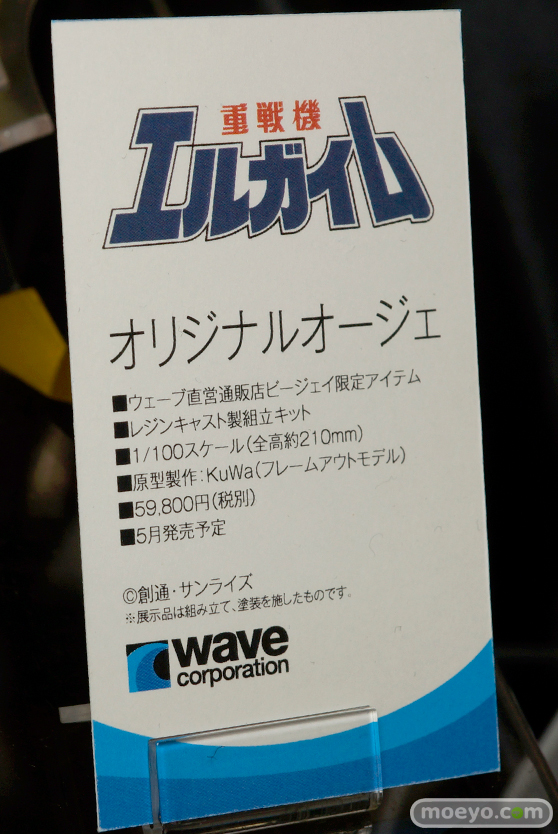 重戦機
エルガイム
オリジナルオージェ
■ウェーブ直営通販店ビージェイ限定アイテム
■レジンキャスト製組立キット
■1/100スケール(全高約210mm)
■原型製作:KuWa(フレームアウトモデル)
■59,800円(税別)
■5月発売予定
©創通・サンライズ
※展示品は組み立て、塗装を施したものです。
wave
corporation
moeyo.com